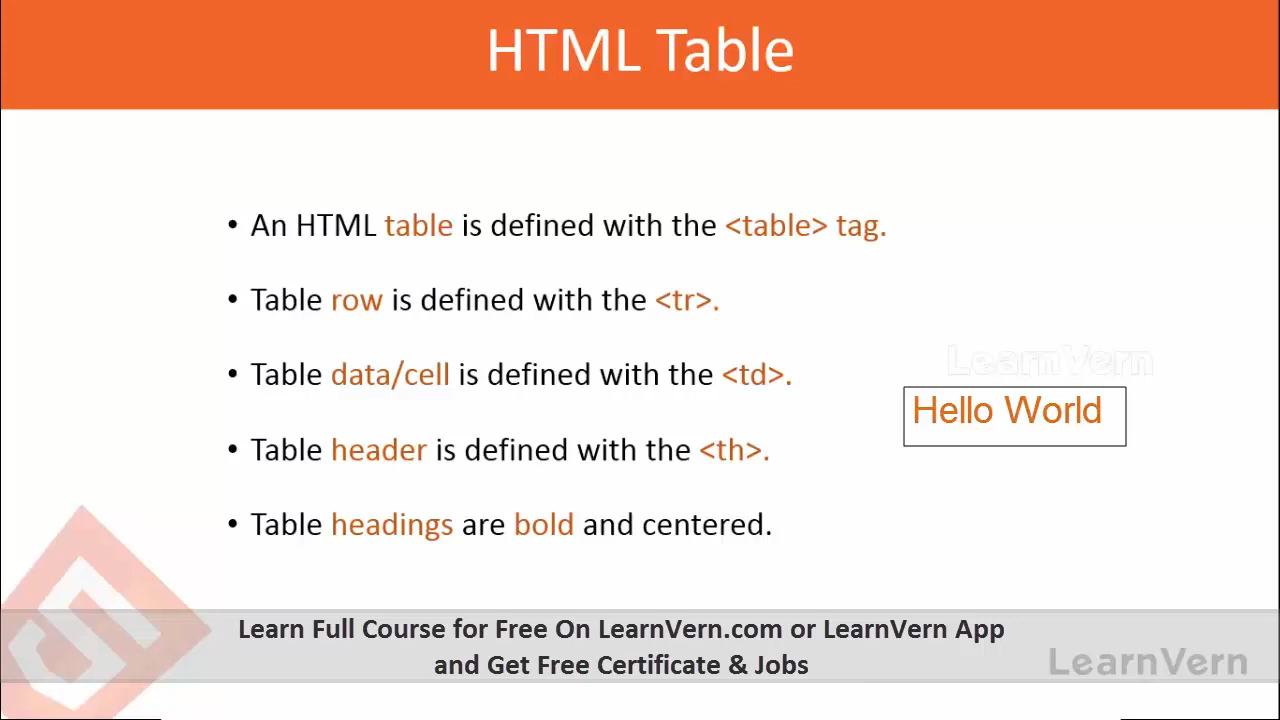 HTML Table
• An HTML table is defined with the <table> tag.
• Table row is defined with the <tr>.
• Table data/cell is defined with the <td>.
LearnVern
Hello World
• Table header is defined with the <th>.
• Table headings are bold and centered.
Learn Full Course for Free On LearnVern.com or LearnVern App
and Get Free Certificate & Jobs
LearnVern